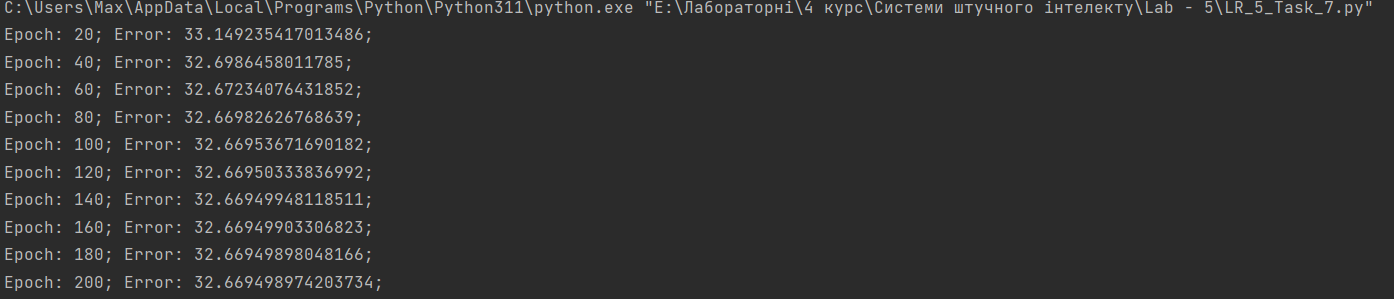 C:\Users\Max\AppData\Local\Programs\Python\Python311\python.exe "E:\Лабораторні\4 курс\Системи штучного інтелекту\Lab - 5\LR_5_Task_7.py"
Epoch: 20; Error: 33.149235417013486;
Epoch: 40; Error: 32.6986458011785;
Epoch: 60; Error: 32.67234076431852;
Epoch: 80; Error: 32.66982626768639;
Epoch: 100; Error: 32.66953671690182;
Epoch: 120; Error: 32.66950333836992;
Epoch: 140; Error: 32.66949948118511;
Epoch: 160; Error: 32.66949903306823;
Epoch: 180; Error: 32.66949898048166;
Epoch: 200; Error: 32.669498974203734;